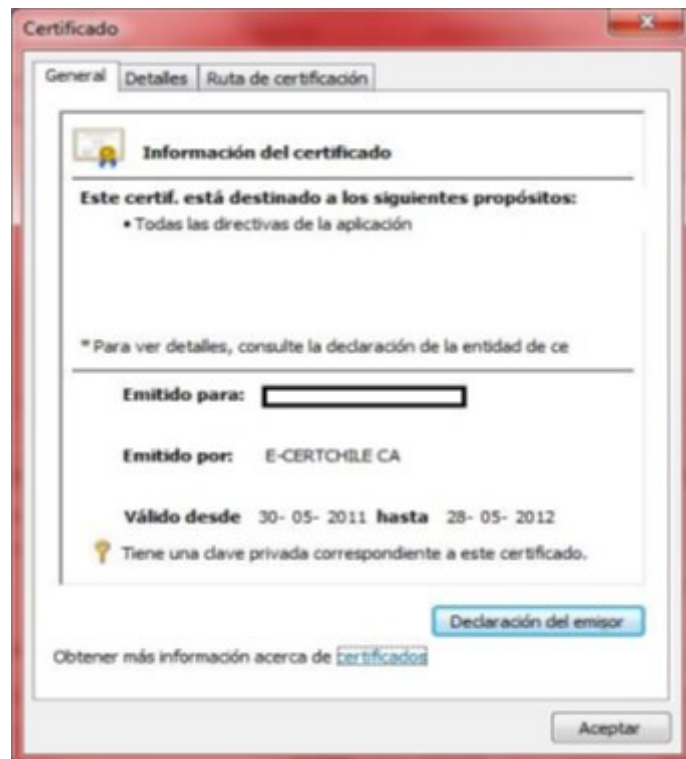 Certificado
General Detalles Ruta de certificación
Información del certificado
Este certif. está destinado a los siguientes propósitos:
• Todas las directivas de la aplicación
* Para ver detalles, consulte la declaración de la entidad de ce
Emitido para:
Emitido por: E-CERTCHILE CA
Válido desde 30- 05- 2011 hasta 28- 05- 2012
Tiene una clave privada correspondiente a este certificado.
Declaración del emisor
Obtener más información acerca de certificados
Aceptar